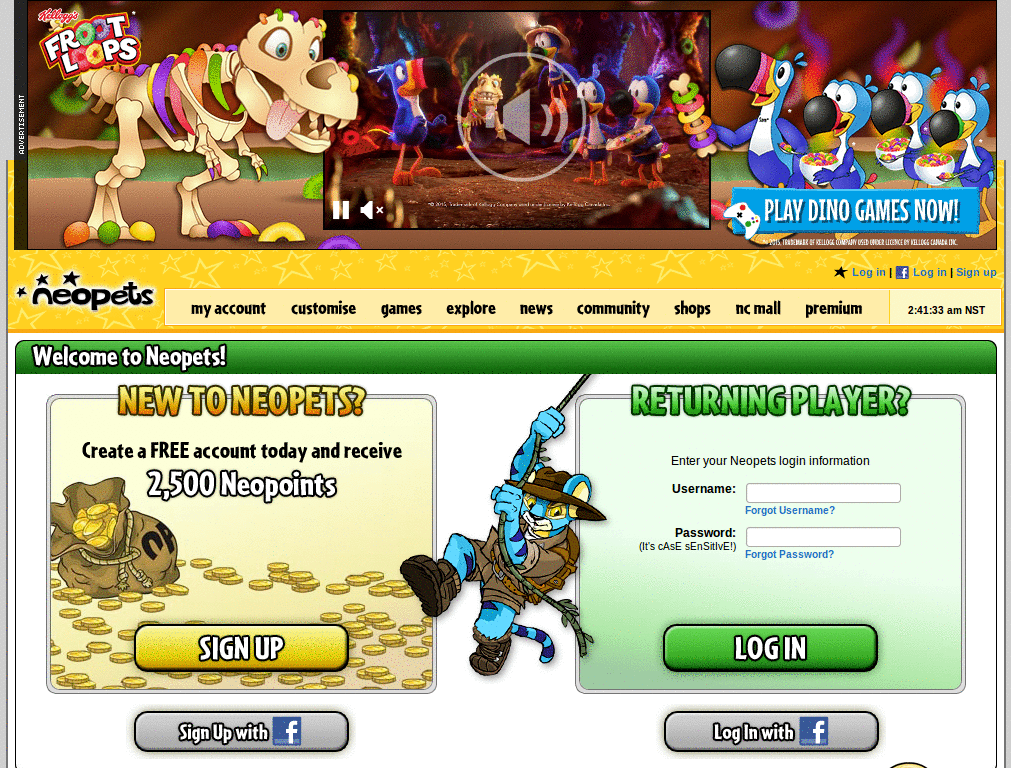 ADVERTISEMENT
Kellogg's
FROOT
LOOPS
PLAY DINO GAMES NOW!
Log in | Log in | Sign up
neopets
my account customise games explore news community shops nc mall premium 2:41:33 am NST
Welcome to Neopets!
NEW TO NEOPETS?
Create a FREE account today and receive
2,500 Neopoints
NP
SIGN UP
Sign Up with f
RETURNING PLAYER?
Enter your Neopets login information
Username:
Forgot Username?
Password:
(It's cAsE sEnSitIvE!)
Forgot Password?
LOG IN
Log In with f